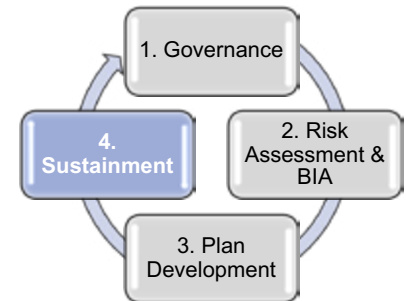 1. Governance
2. Risk
Assessment &
BIA
3. Plan
Development
4.
Sustainment